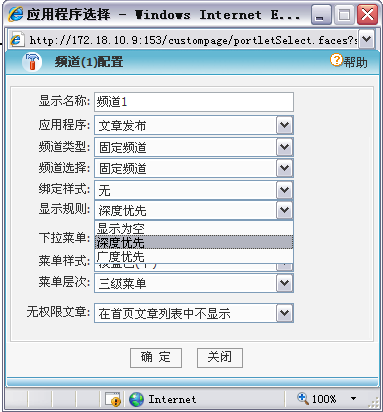 应用程序选择 - Windows Internet E...
http://172.18.10.9:153/custompage/portletSelect.faces?s
频道(1)配置
帮助
显示名称: 频道1
应用程序: 文章发布
频道类型: 固定频道
频道选择: 固定频道
绑定样式: 无
显示规则: 深度优先
显示为空
下拉菜单: 深度优先
广度优先
菜单样式:
菜单层次: 三级菜单
无权限文章: 在首页文章列表中不显示
确 定 关闭
Internet 100%